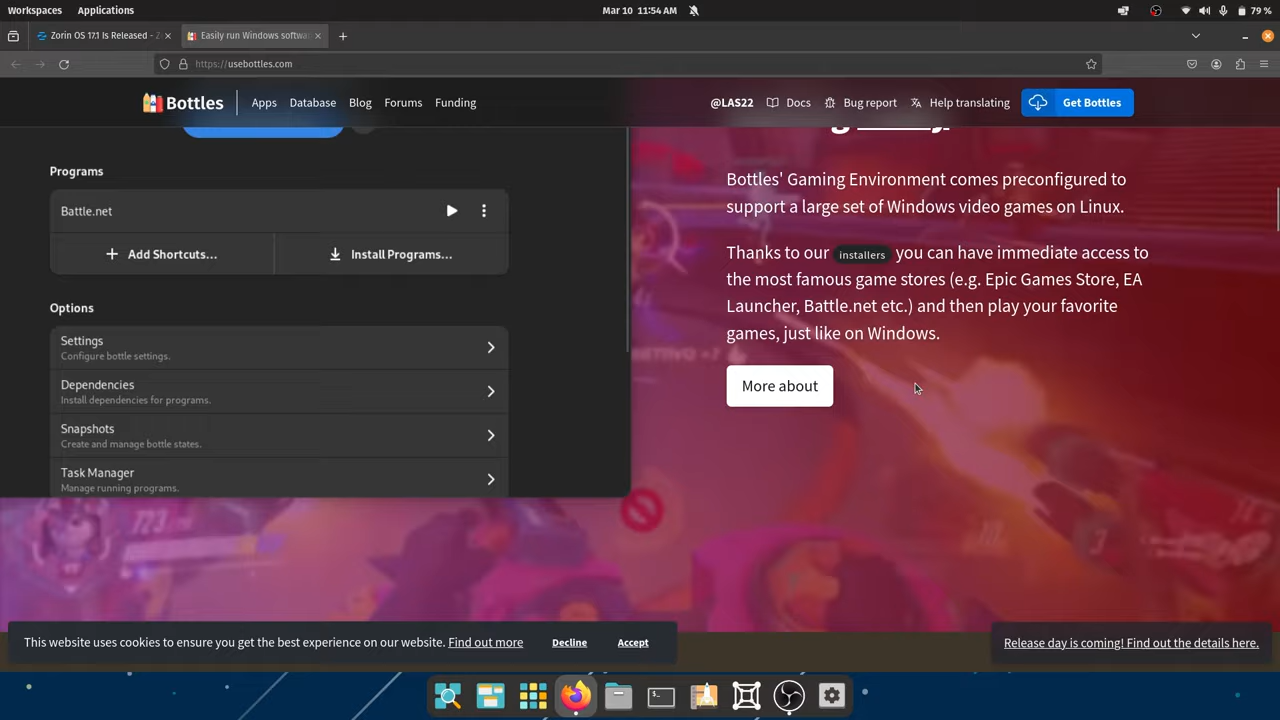 Workspaces
Applications
Mar 10 11:54 AM
79 %
Zorin OS 17.1 Is Released - Z
Easily run Windows softwa
https://usebottles.com
Bottles
Apps
Database
Blog
Forums
Funding
@LAS22
Docs
Bug report
Help translating
Get Bottles
Programs
Battle.net
Add Shortcuts...
Install Programs...
Options
Settings
Configure bottle settings.
Dependencies
Install dependencies for programs.
Snapshots
Create and manage bottle states.
Task Manager
Manage running programs.
Bottles' Gaming Environment comes preconfigured to
support a large set of Windows video games on Linux.
Thanks to our installers you can have immediate access to
the most famous game stores (e.g. Epic Games Store, EA
Launcher, Battle.net etc.) and then play your favorite
games, just like on Windows.
More about
This website uses cookies to ensure you get the best experience on our website. Find out more
Decline
Accept
Release day is coming! Find out the details here.